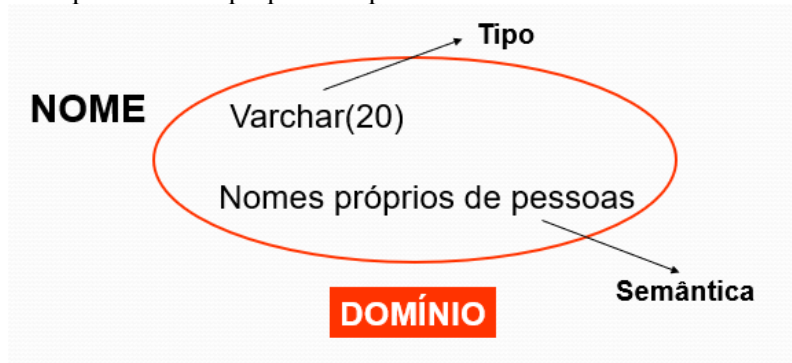 Tipo
NOME
Varchar(20)
Nomes próprios de pessoas
Semântica
DOMÍNIO